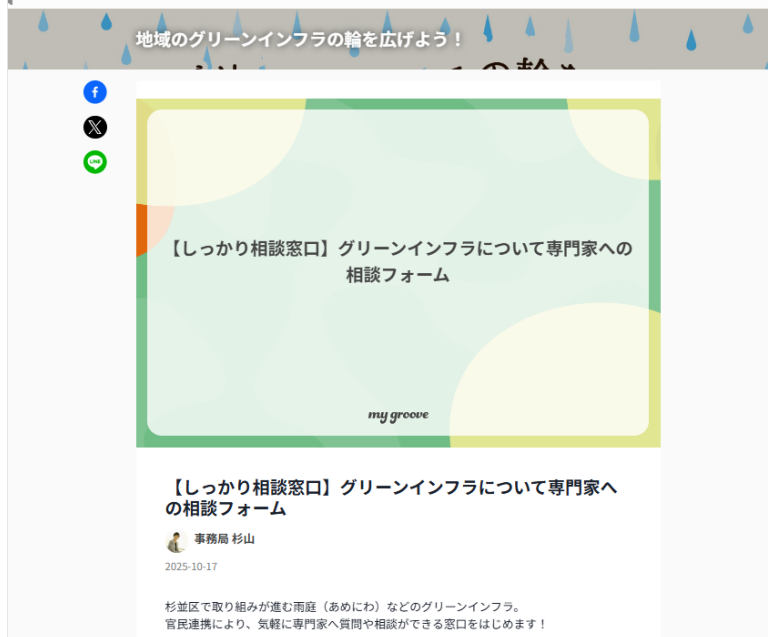 地域のグリーンインフラの輪を広げよう！
【しっかり相談窓口】グリーンインフラについて専門家への
相談フォーム
my groove
【しっかり相談窓口】グリーンインフラについて専門家へ
の相談フォーム
事務局 杉山
2025-10-17
杉並区で取り組みが進む雨庭（あめにわ）などのグリーンインフラ。
官民連携により、気軽に専門家へ質問や相談ができる窓口をはじめます！